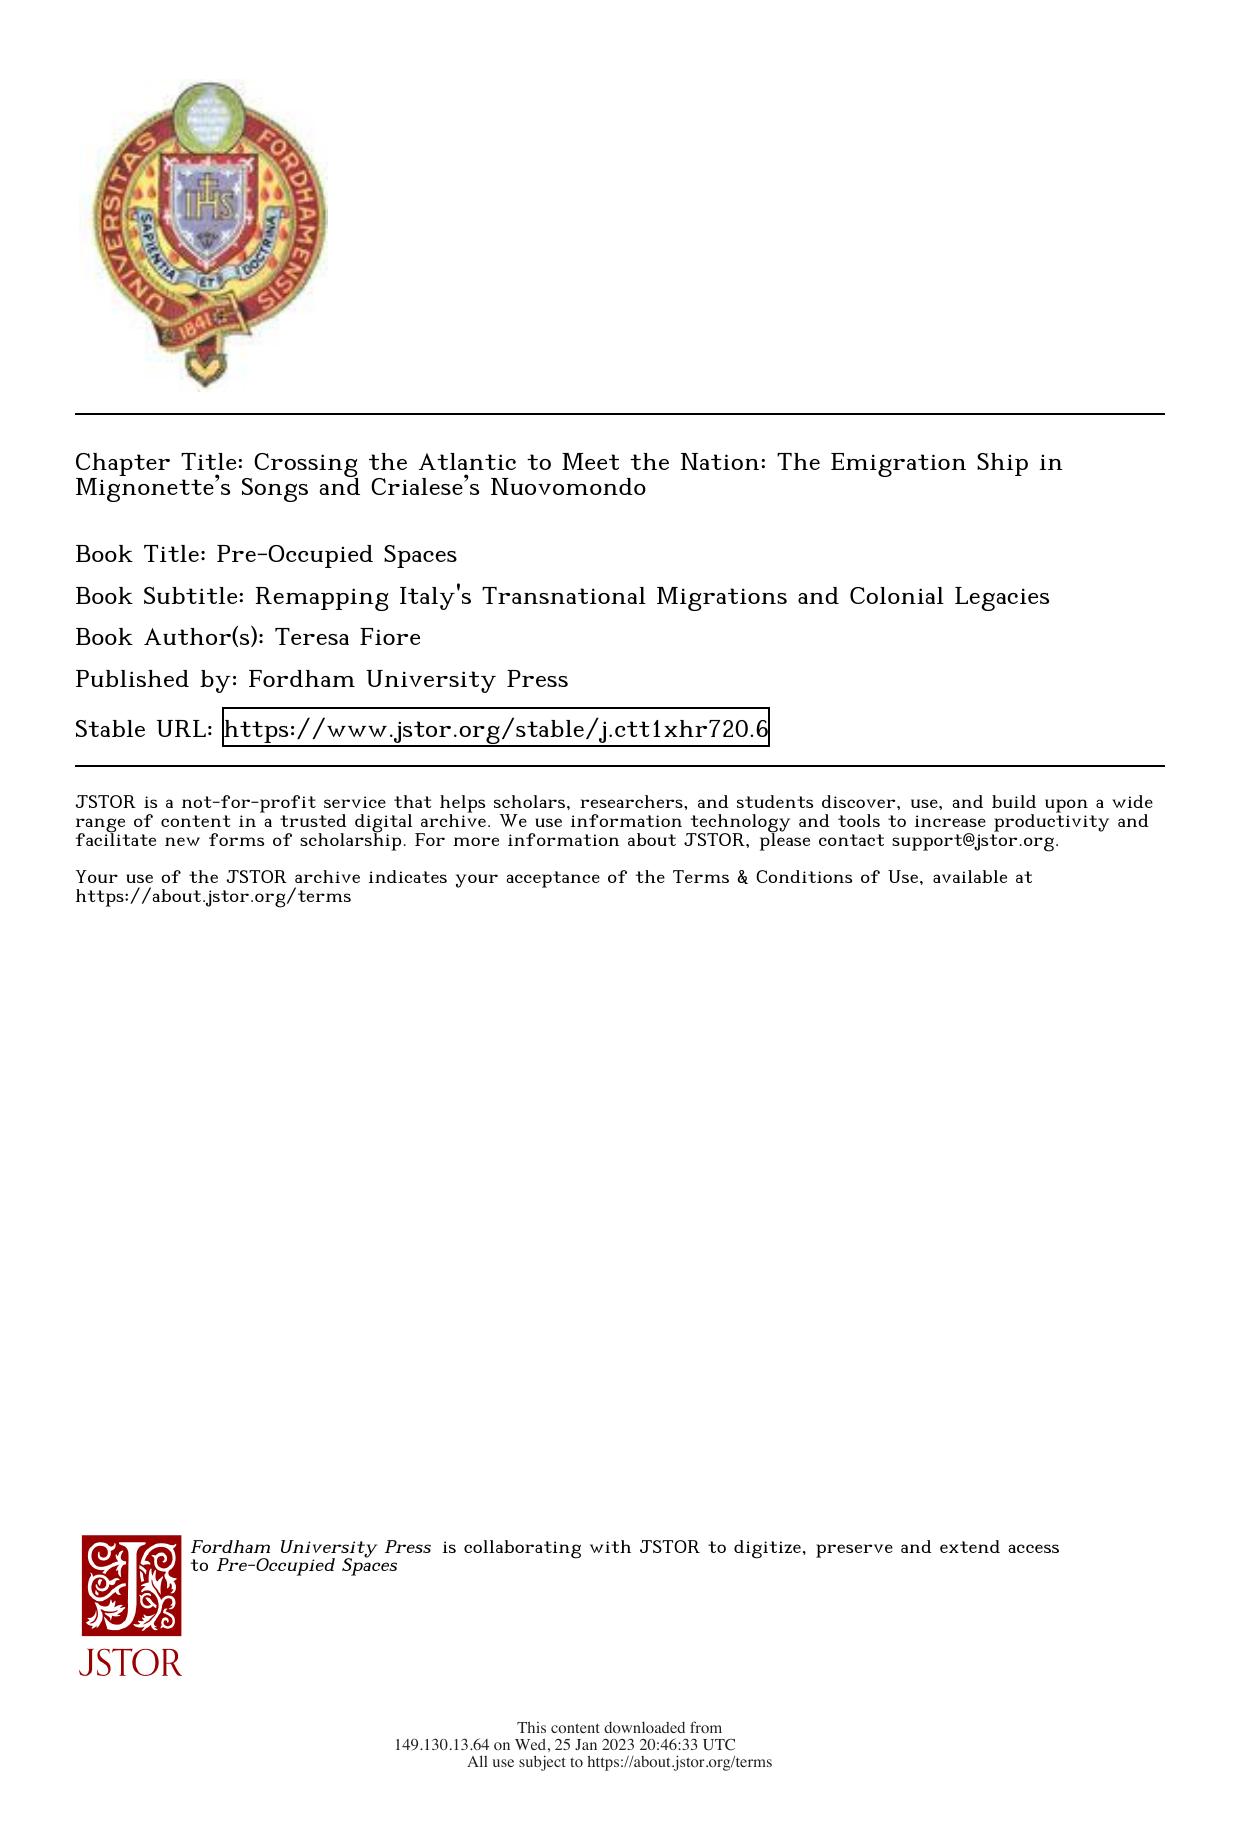 UNIVERSITAS FORDHAMENSIS
IHS
SAPIENTIA ET DOCTRINA
1841
Chapter Title: Crossing the Atlantic to Meet the Nation: The Emigration Ship in
Mignonette’s Songs and Crialese’s Nuovomondo
Book Title: Pre-Occupied Spaces
Book Subtitle: Remapping Italy's Transnational Migrations and Colonial Legacies
Book Author(s): Teresa Fiore
Published by: Fordham University Press
Stable URL: https://www.jstor.org/stable/j.ctt1xhr720.6
JSTOR is a not-for-profit service that helps scholars, researchers, and students discover, use, and build upon a wide
range of content in a trusted digital archive. We use information technology and tools to increase productivity and
facilitate new forms of scholarship. For more information about JSTOR, please contact support@jstor.org.
Your use of the JSTOR archive indicates your acceptance of the Terms & Conditions of Use, available at
https://about.jstor.org/terms
Fordham University Press is collaborating with JSTOR to digitize, preserve and extend access
to Pre-Occupied Spaces
JSTOR
This content downloaded from
149.130.13.64 on Wed, 25 Jan 2023 20:46:33 UTC
All use subject to https://about.jstor.org/terms